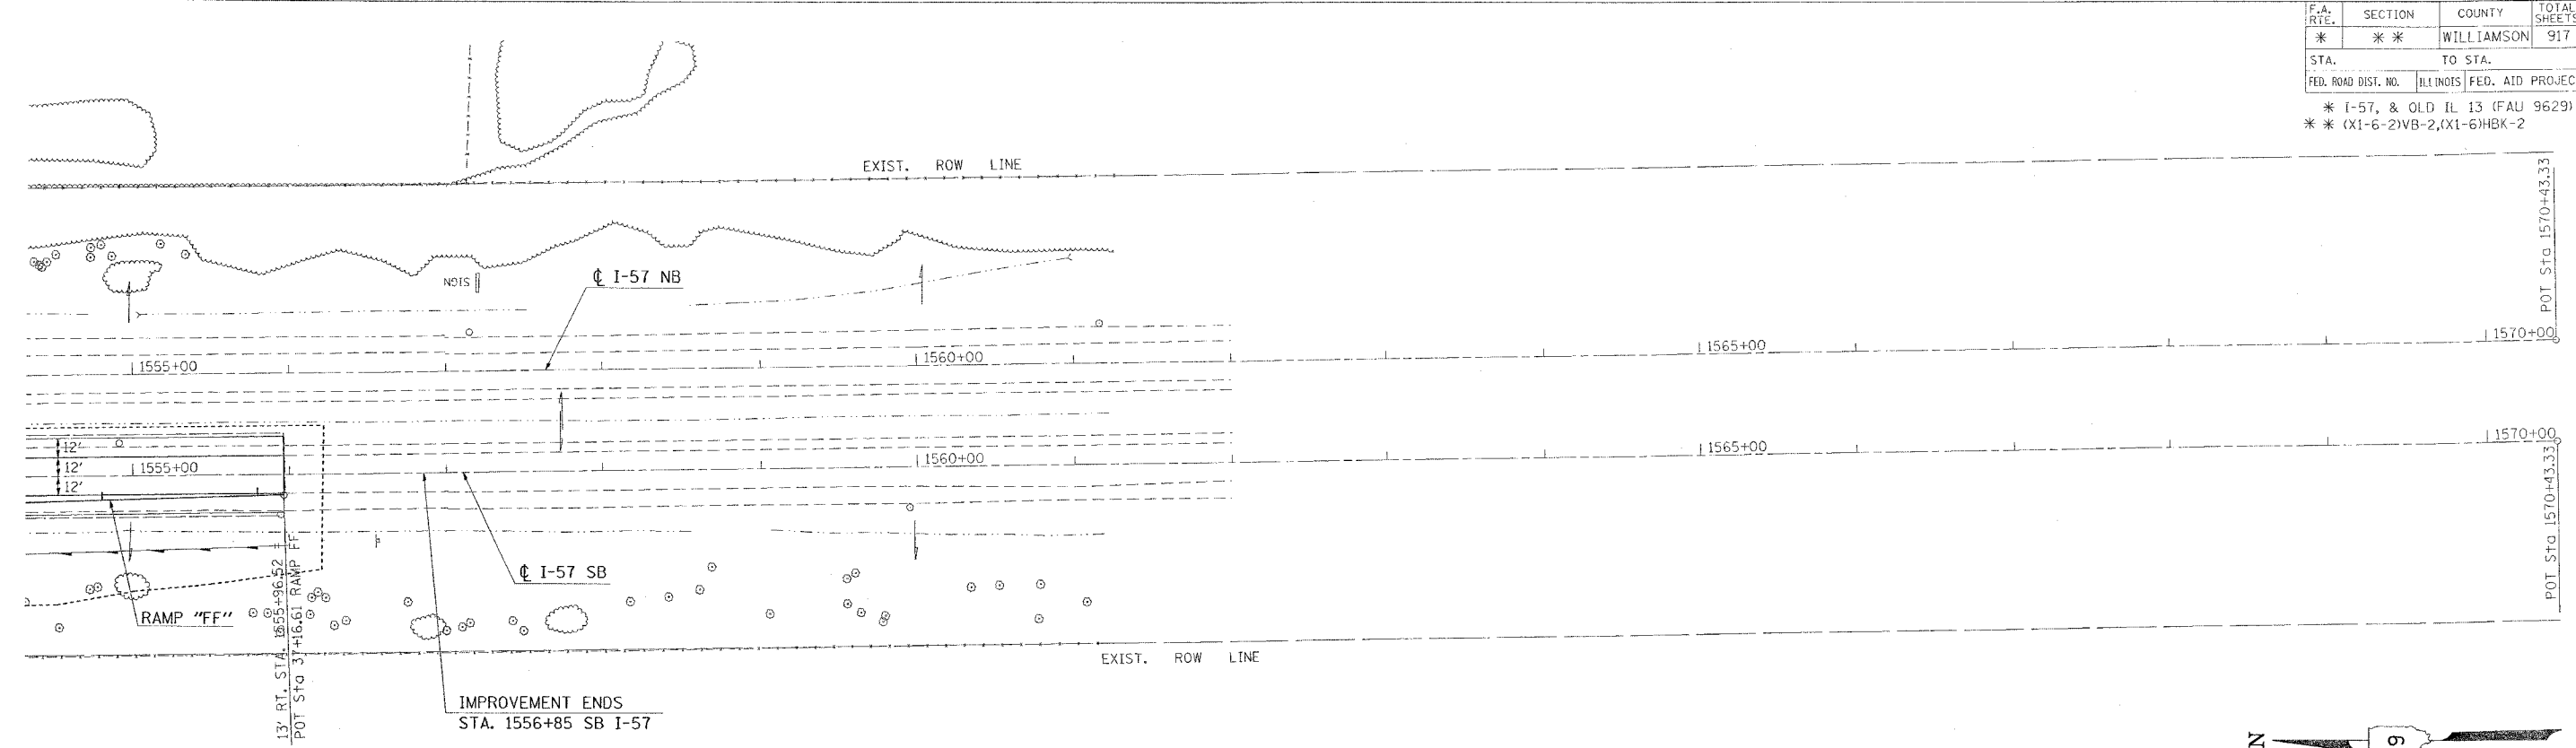 F.A. RTE. SECTION COUNTY TOTAL SHEETS
* * * WILLIAMSON 917
STA. TO STA.
FED. ROAD DIST. NO. ILLINOIS FED. AID PROJEC
* I-57, & OLD IL 13 (FAU 9629)
* * (X1-6-2)VB-2,(X1-6)HBK-2
EXIST. ROW LINE
POT Sta 1570+43.33
SIGN
℄ I-57 NB
1555+00
1560+00
1565+00
1570+00
12'
12'
12'
1555+00
1560+00
1565+00
1570+00
POT Sta 1570+43.33
℄ I-57 SB
RAMP "FF"
13' RT. STA. 1555+96.52 =
POT Sta 37+16.61 RAMP FF
EXIST. ROW LINE
IMPROVEMENT ENDS
STA. 1556+85 SB I-57
N
9